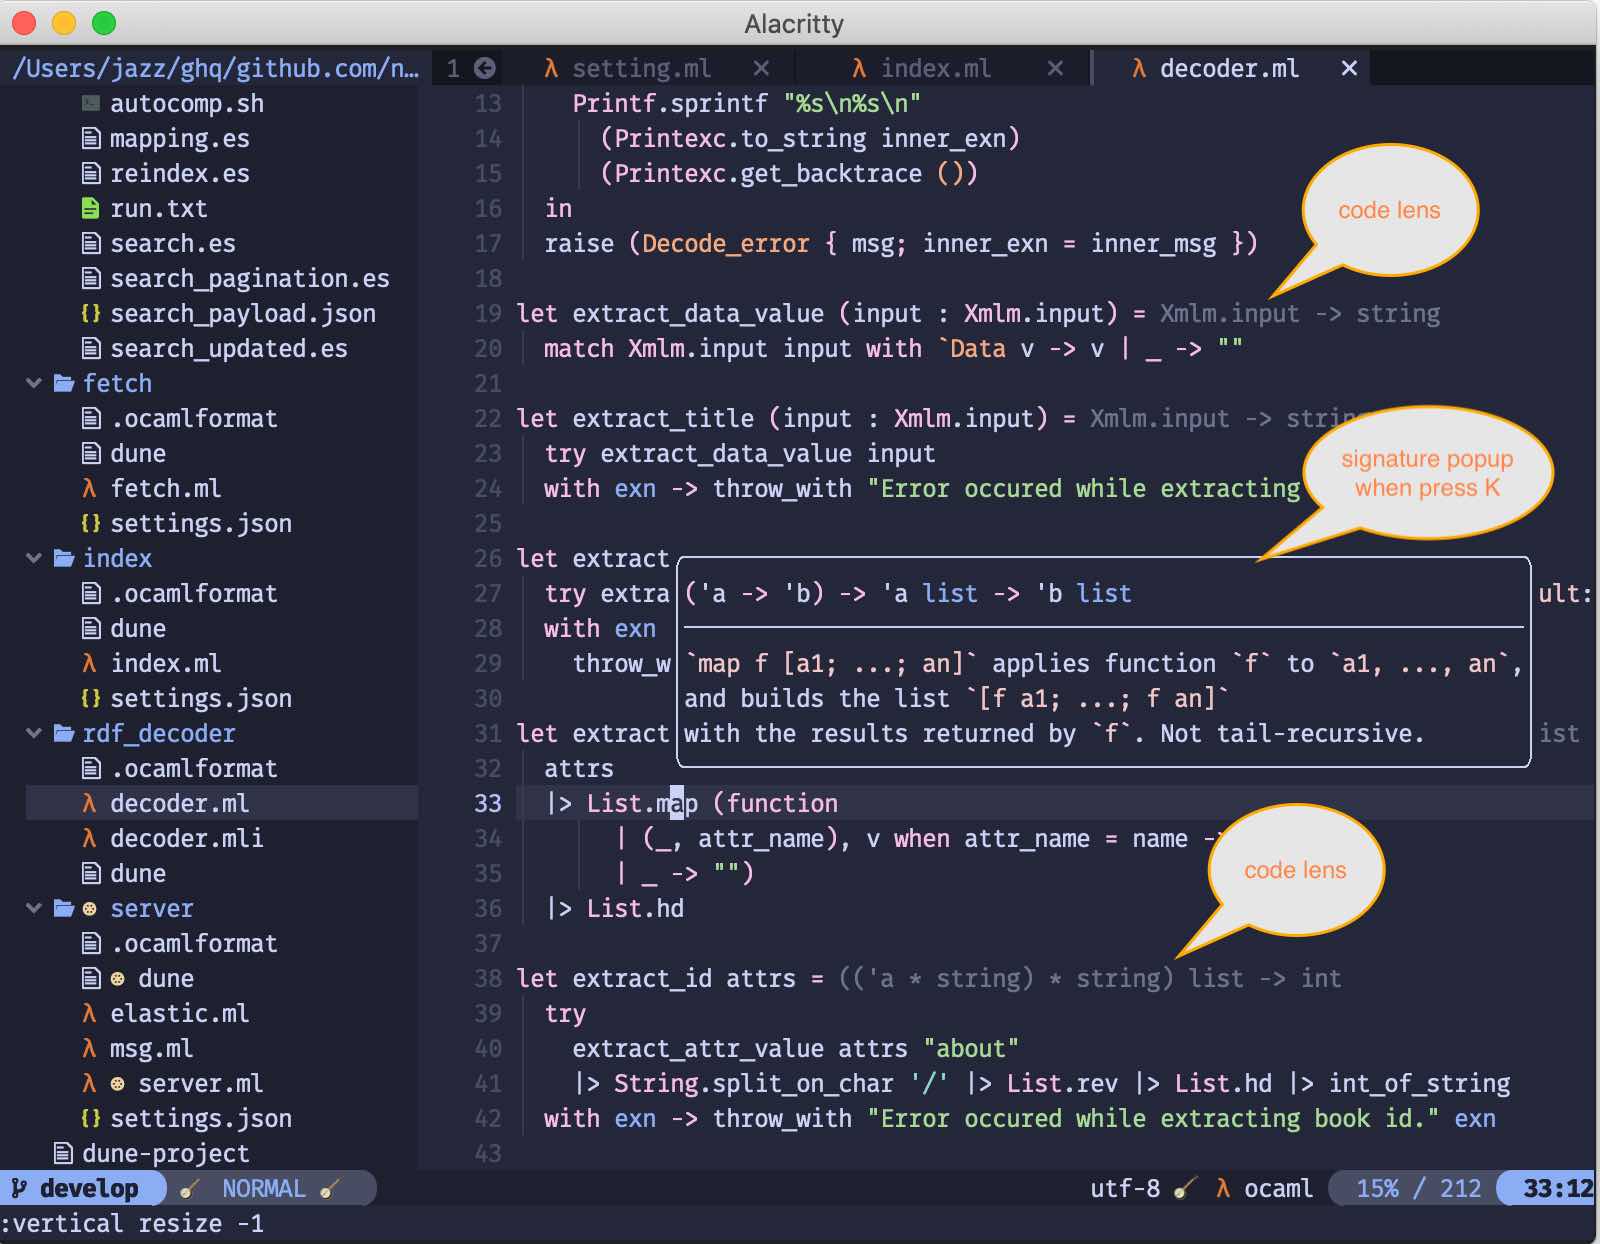 Alacritty
/Users/jazz/ghq/github.com/n…
autocomp.sh
mapping.es
reindex.es
run.txt
search.es
search_pagination.es
{} search_payload.json
search_updated.es
fetch
.ocamlformat
dune
λ fetch.ml
{} settings.json
index
.ocamlformat
dune
λ index.ml
{} settings.json
rdf_decoder
.ocamlformat
λ decoder.ml
λ decoder.mli
dune
server
.ocamlformat
dune
λ elastic.ml
λ msg.ml
λ server.ml
{} settings.json
dune-project
1 λ setting.ml × λ index.ml × λ decoder.ml ×
13 Printf.sprintf "%s\n%s\n"
14 (Printexc.to_string inner_exn)
15 (Printexc.get_backtrace ())
16 in
17 raise (Decode_error { msg; inner_exn = inner_msg })
18
19 let extract_data_value (input : Xmlm.input) = Xmlm.input -> string
20 match Xmlm.input input with `Data v -> v | _ -> ""
21
22 let extract_title (input : Xmlm.input) = Xmlm.input -> string
23 try extract_data_value input
24 with exn -> throw_with "Error occured while extracting
25
26 let extract
27 try extra ult:
28 with exn
29 throw_w
30
31 let extract ist
32 attrs
33 |> List.map (function
34 | (_, attr_name), v when attr_name = name -
35 | _ -> "")
36 |> List.hd
37
38 let extract_id attrs = (('a * string) * string) list -> int
39 try
40 extract_attr_value attrs "about"
41 |> String.split_on_char '/' |> List.rev |> List.hd |> int_of_string
42 with exn -> throw_with "Error occured while extracting book id." exn
43
code lens
signature popup
when press K
('a -> 'b) -> 'a list -> 'b list
`map f [a1; ...; an]` applies function `f` to `a1, ..., an`,
and builds the list `[f a1; ...; f an]`
with the results returned by `f`. Not tail-recursive.
code lens
develop NORMAL utf-8 λ ocaml 15% / 212 33:12
:vertical resize -1